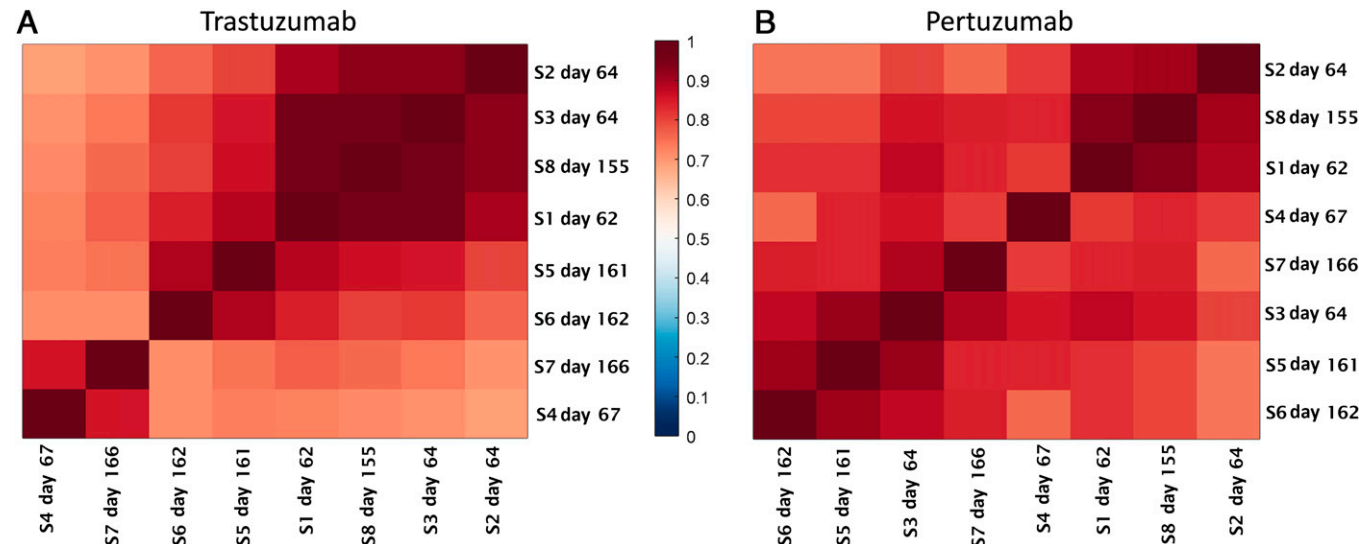 A
Trastuzumab
S2 day 64
S3 day 64
S8 day 155
S1 day 62
S5 day 161
S6 day 162
S7 day 166
S4 day 67
S4 day 67
S7 day 166
S6 day 162
S5 day 161
S1 day 62
S8 day 155
S3 day 64
S2 day 64
1
0.9
0.8
0.7
0.6
0.5
0.4
0.3
0.2
0.1
0
B
Pertuzumab
S2 day 64
S8 day 155
S1 day 62
S4 day 67
S7 day 166
S3 day 64
S5 day 161
S6 day 162
S6 day 162
S5 day 161
S3 day 64
S7 day 166
S4 day 67
S1 day 62
S8 day 155
S2 day 64